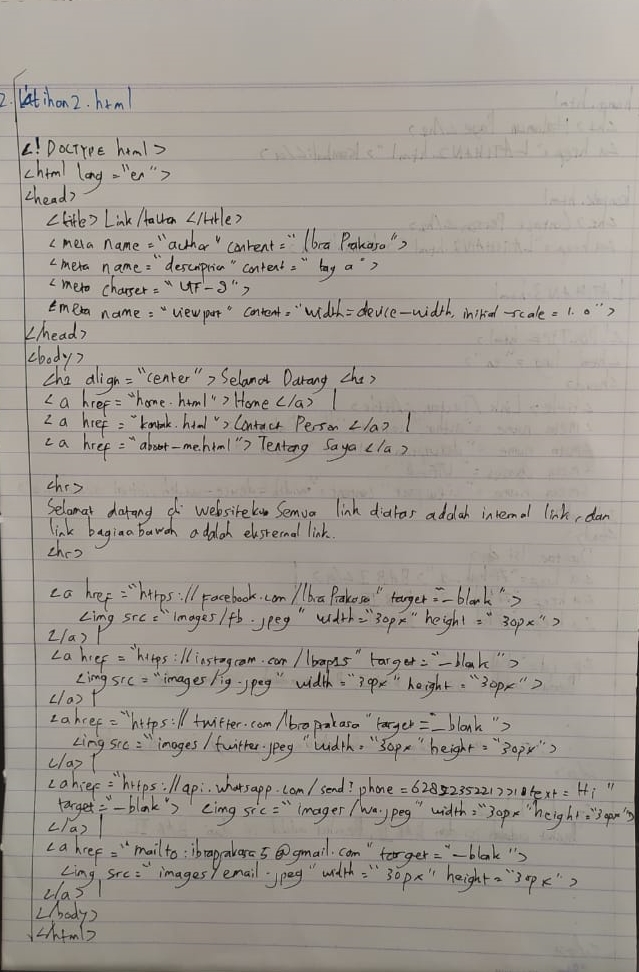 2. Latihan2.html
<!DOCTYPE html>
<html lang="en">
<head>
<title> Link/tautan </title>
<meta name="author" content="Ibra Prakasa">
<meta name="description" content="tag a">
<meta charset="UTF-8">
<meta name="viewport" content="width=device-width, initial-scale=1.0">
</head>
<body>
<h2 align="center">Selamat Datang <h2>
<a href="home.html">Home </a> |
<a href="kontak.html">Contact Person </a> |
<a href="about-me.html">Tentang Saya </a>
<hr>
Selamat datang di websiteku Semua link diatas adalah internal link, dan
link bagian bawah adalah eksternal link.
<hr>
<a href="https://facebook.com/Ibra Prakasa" target="_blank">
<img src="images/fb.jpeg" width="30px" height="30px">
</a> |
<a href="https://instagram.com/" target="_blank">
<img src="images/ig.jpeg" width="30px" height="30px">
</a> |
<a href="https://twitter.com/ibraprakasa" target=_blank">
<img src="images/twitter.jpeg" width="30px" height="30px">
</a> |
<a href="https://api.whatsapp.com/send?phone= text=Hi"
target="_blank"> <img src="images/wa.jpeg" width="30px" height="30px">
</a> |
<a href="mailto:ibraprakasa5@gmail.com" target="_blank">
<img src="images/email.jpeg" width="30px" height="30px">
</a> |
</body>
</html>